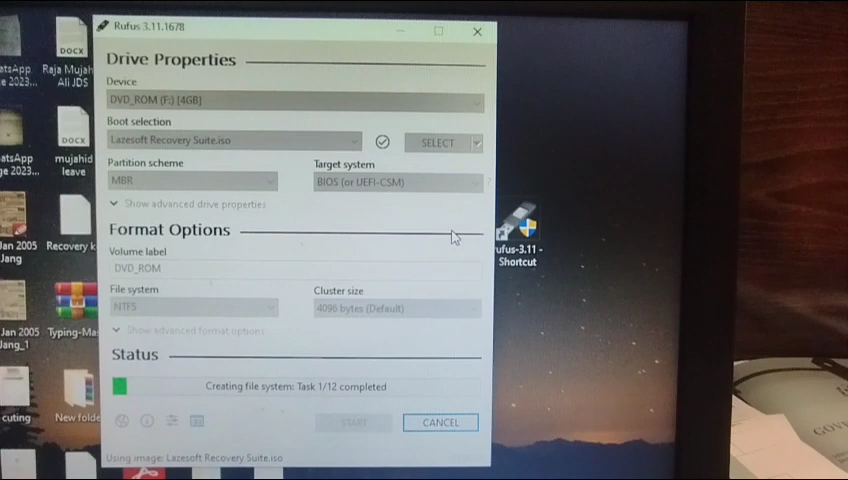 Rufus 3.11.1678
Drive Properties
Device
DVD_ROM (F:) [4GB]
Boot selection
Lazesoft Recovery Suite.iso
SELECT
Partition scheme
Target system
MBR
BIOS (or UEFI-CSM)
?
Show advanced drive properties
Format Options
Volume label
DVD_ROM
File system
Cluster size
NTFS
4096 bytes (Default)
Show advanced format options
Status
Creating file system: Task 1/12 completed
START
CANCEL
Using image: Lazesoft Recovery Suite.iso
atsApp
e 2023...
DOCX
Raja Mujah
Ali JDS
atsApp
ge 2023...
DOCX
mujahid
leave
Jan 2005
Jang
Recovery k
Jan 2005
Jang_1
Typing-Ma
cuting
New folde
ufus-3.11 -
Shortcut
GOV